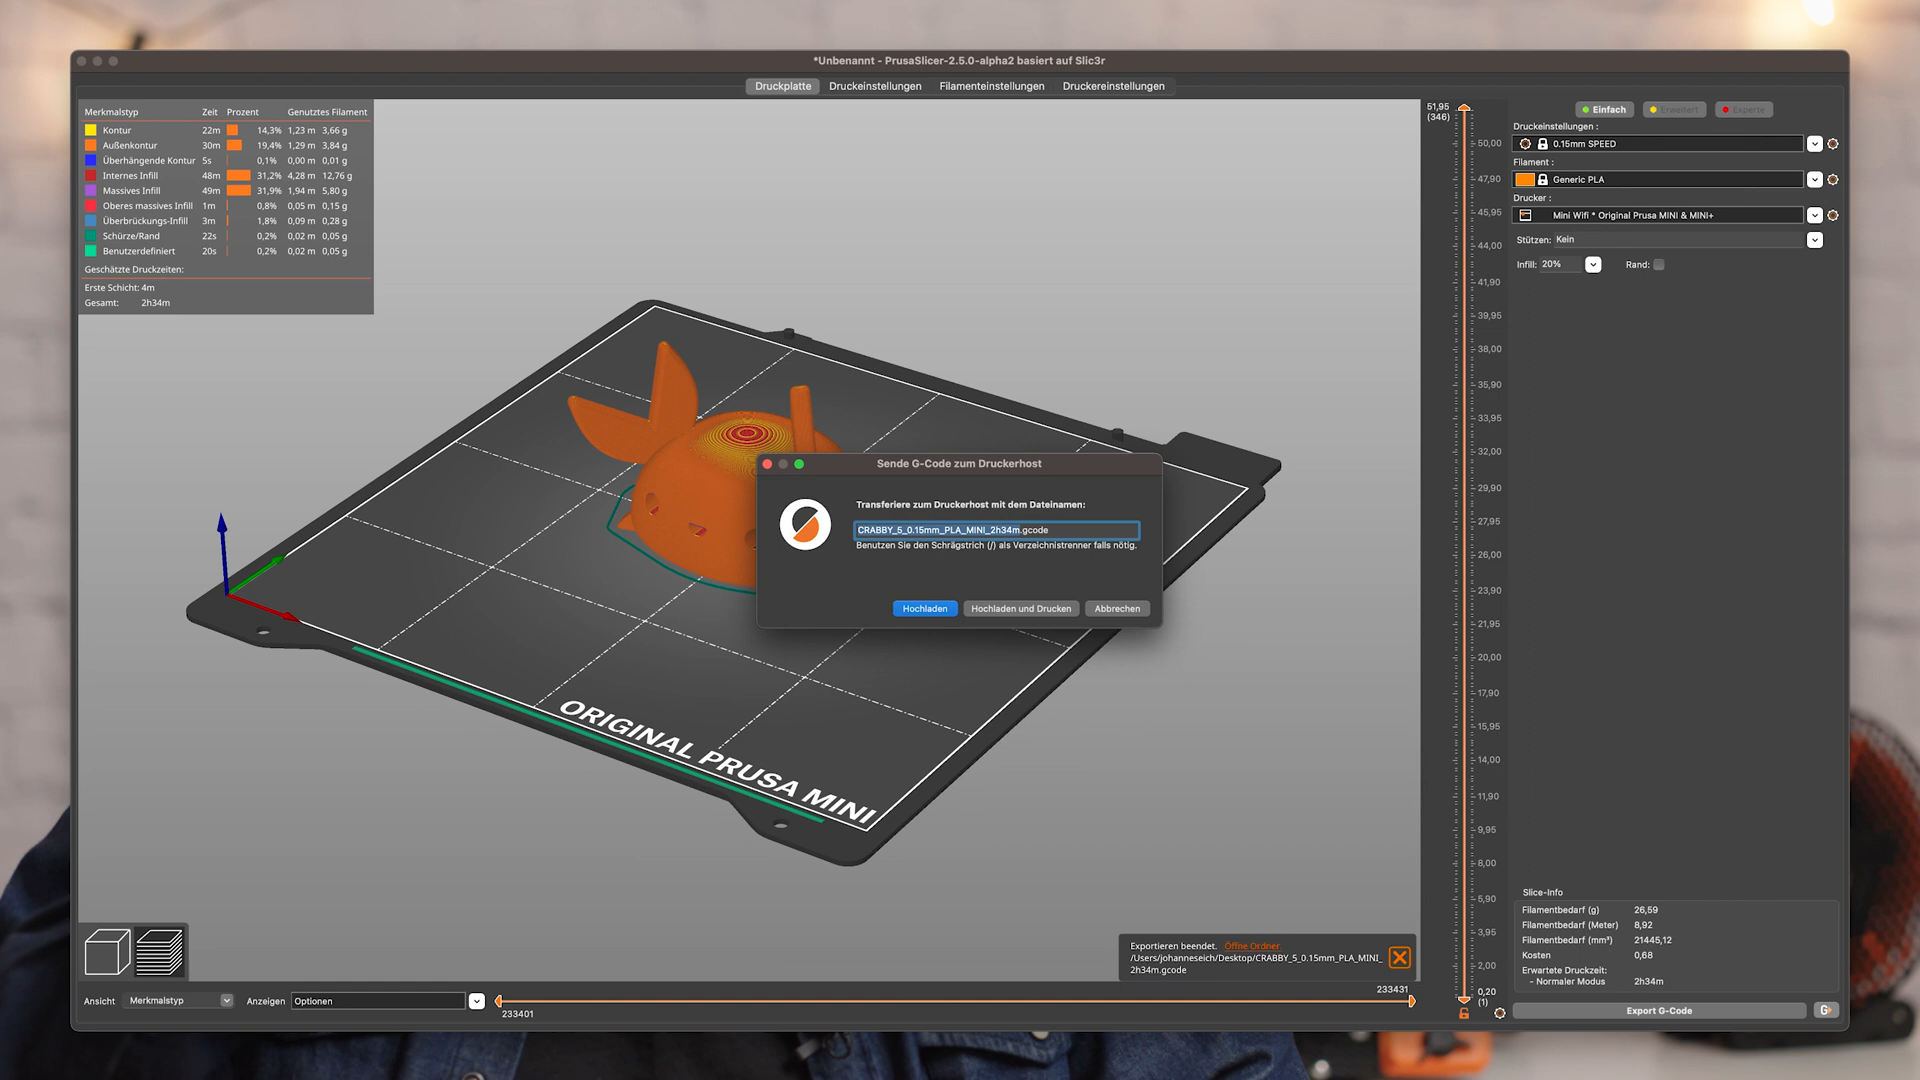 *Unbenannt - PrusaSlicer-2.5.0-alpha2 basiert auf Slic3r
Druckplatte Druckeinstellungen Filamenteinstellungen Druckereinstellungen
Merkmalstyp Zeit Prozent Genutztes Filament
Kontur 22m 14,3% 1,23 m 3,66 g
Außenkontur 30m 19,4% 1,29 m 3,84 g
Überhängende Kontur 5s 0,1% 0,00 m 0,01 g
Internes Infill 48m 31,2% 4,28 m 12,76 g
Massives Infill 49m 31,9% 1,94 m 5,80 g
Oberes massives Infill 1m 0,8% 0,05 m 0,15 g
Überbrückungs-Infill 3m 1,8% 0,09 m 0,28 g
Schürze/Rand 22s 0,2% 0,02 m 0,05 g
Benutzerdefiniert 20s 0,2% 0,02 m 0,05 g
Geschätzte Druckzeiten:
Erste Schicht: 4m
Gesamt: 2h34m
ORIGINAL PRUSA MINI
Sende G-Code zum Druckerhost
Transferiere zum Druckerhost mit dem Dateinamen:
CRABBY_5_0.15mm_PLA_MINI_2h34m.gcode
Benutzen Sie den Schrägstrich (/) als Verzeichnistrenner falls nötig.
Hochladen Hochladen und Drucken Abbrechen
Exportieren beendet. Öffne Ordner.
/Users/johanneseich/Desktop/CRABBY_5_0.15mm_PLA_MINI_
2h34m.gcode
Ansicht Merkmalstyp Anzeigen Optionen
233431
233401
51,95
(346)
50,00
47,90
45,95
44,00
41,90
39,95
38,00
35,90
33,95
32,00
29,90
27,95
26,00
23,90
21,95
20,00
17,90
15,95
14,00
11,90
9,95
8,00
5,90
3,95
2,00
0,20
(1)
Einfach Erweitert Experte
Druckeinstellungen :
0.15mm SPEED
Filament :
Generic PLA
Drucker :
Mini Wifi * Original Prusa MINI & MINI+
Stützen: Kein
Infill: 20% Rand:
Slice-Info
Filamentbedarf (g) 26,59
Filamentbedarf (Meter) 8,92
Filamentbedarf (mm³) 21445,12
Kosten 0,68
Erwartete Druckzeit:
- Normaler Modus 2h34m
Export G-Code G